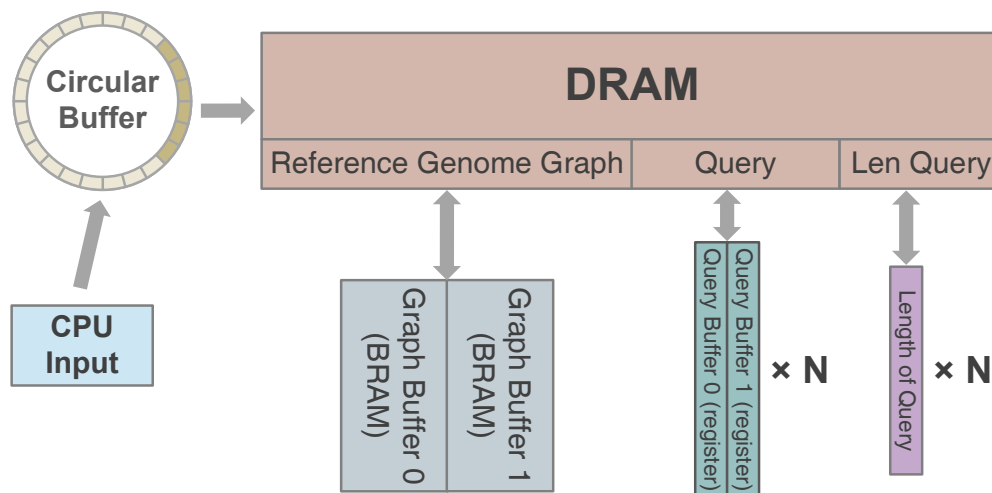 Circular
Buffer
DRAM
Reference Genome Graph
Query
Len Query
CPU
Input
Graph Buffer 0
(BRAM)
Graph Buffer 1
(BRAM)
Query Buffer 0 (register)
Query Buffer 1 (register)
× N
Length of Query
× N